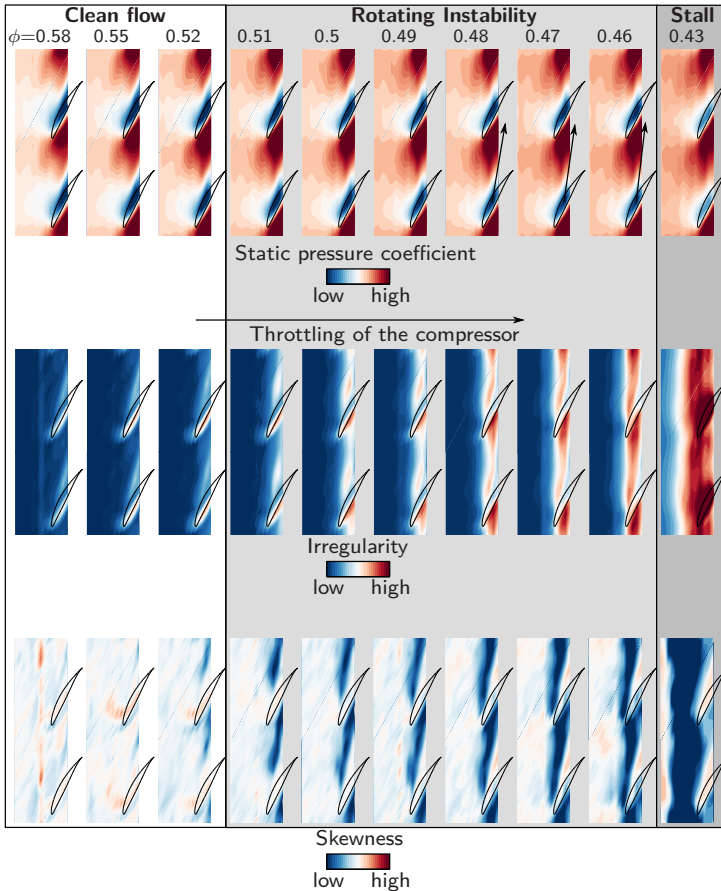 Clean flow Rotating Instability Stall
ϕ=0.58 0.55 0.52 0.51 0.5 0.49 0.48 0.47 0.46 0.43
Static pressure coefficient
low high
Throttling of the compressor
Irregularity
low high
Skewness
low high